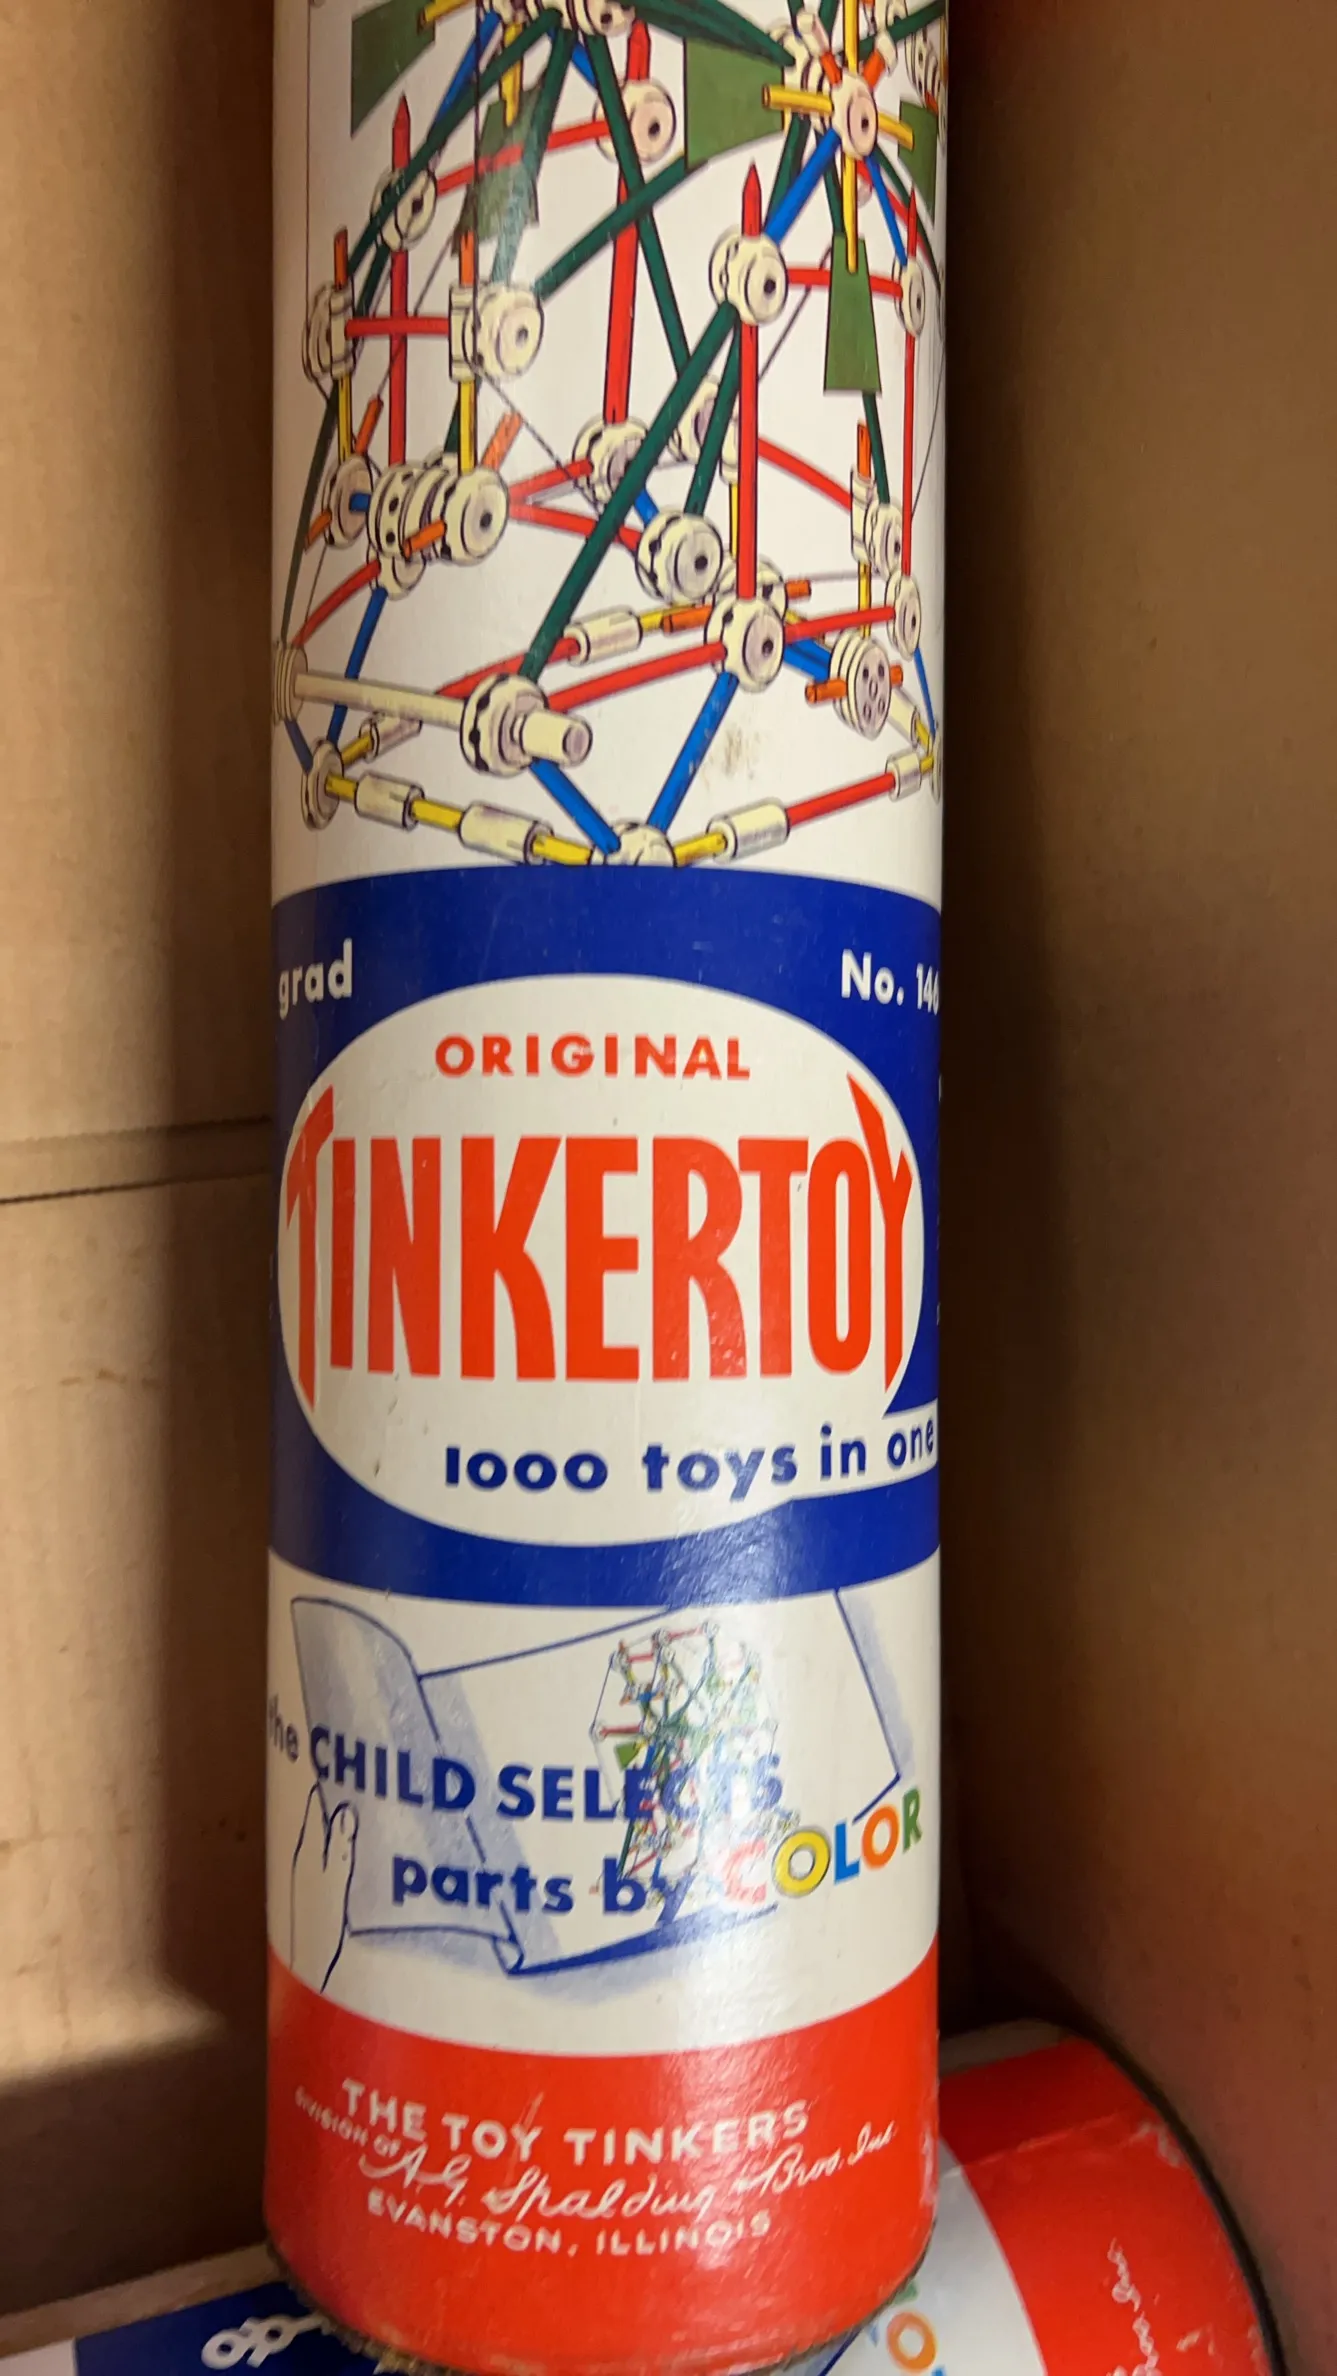 grad
No. 146
ORIGINAL
TINKERTOY
1000 toys in one
the CHILD SELECTS
parts by COLOR
THE TOY TINKERS
DIVISION OF A. G. Spalding & Bros. Inc.
EVANSTON, ILLINOIS